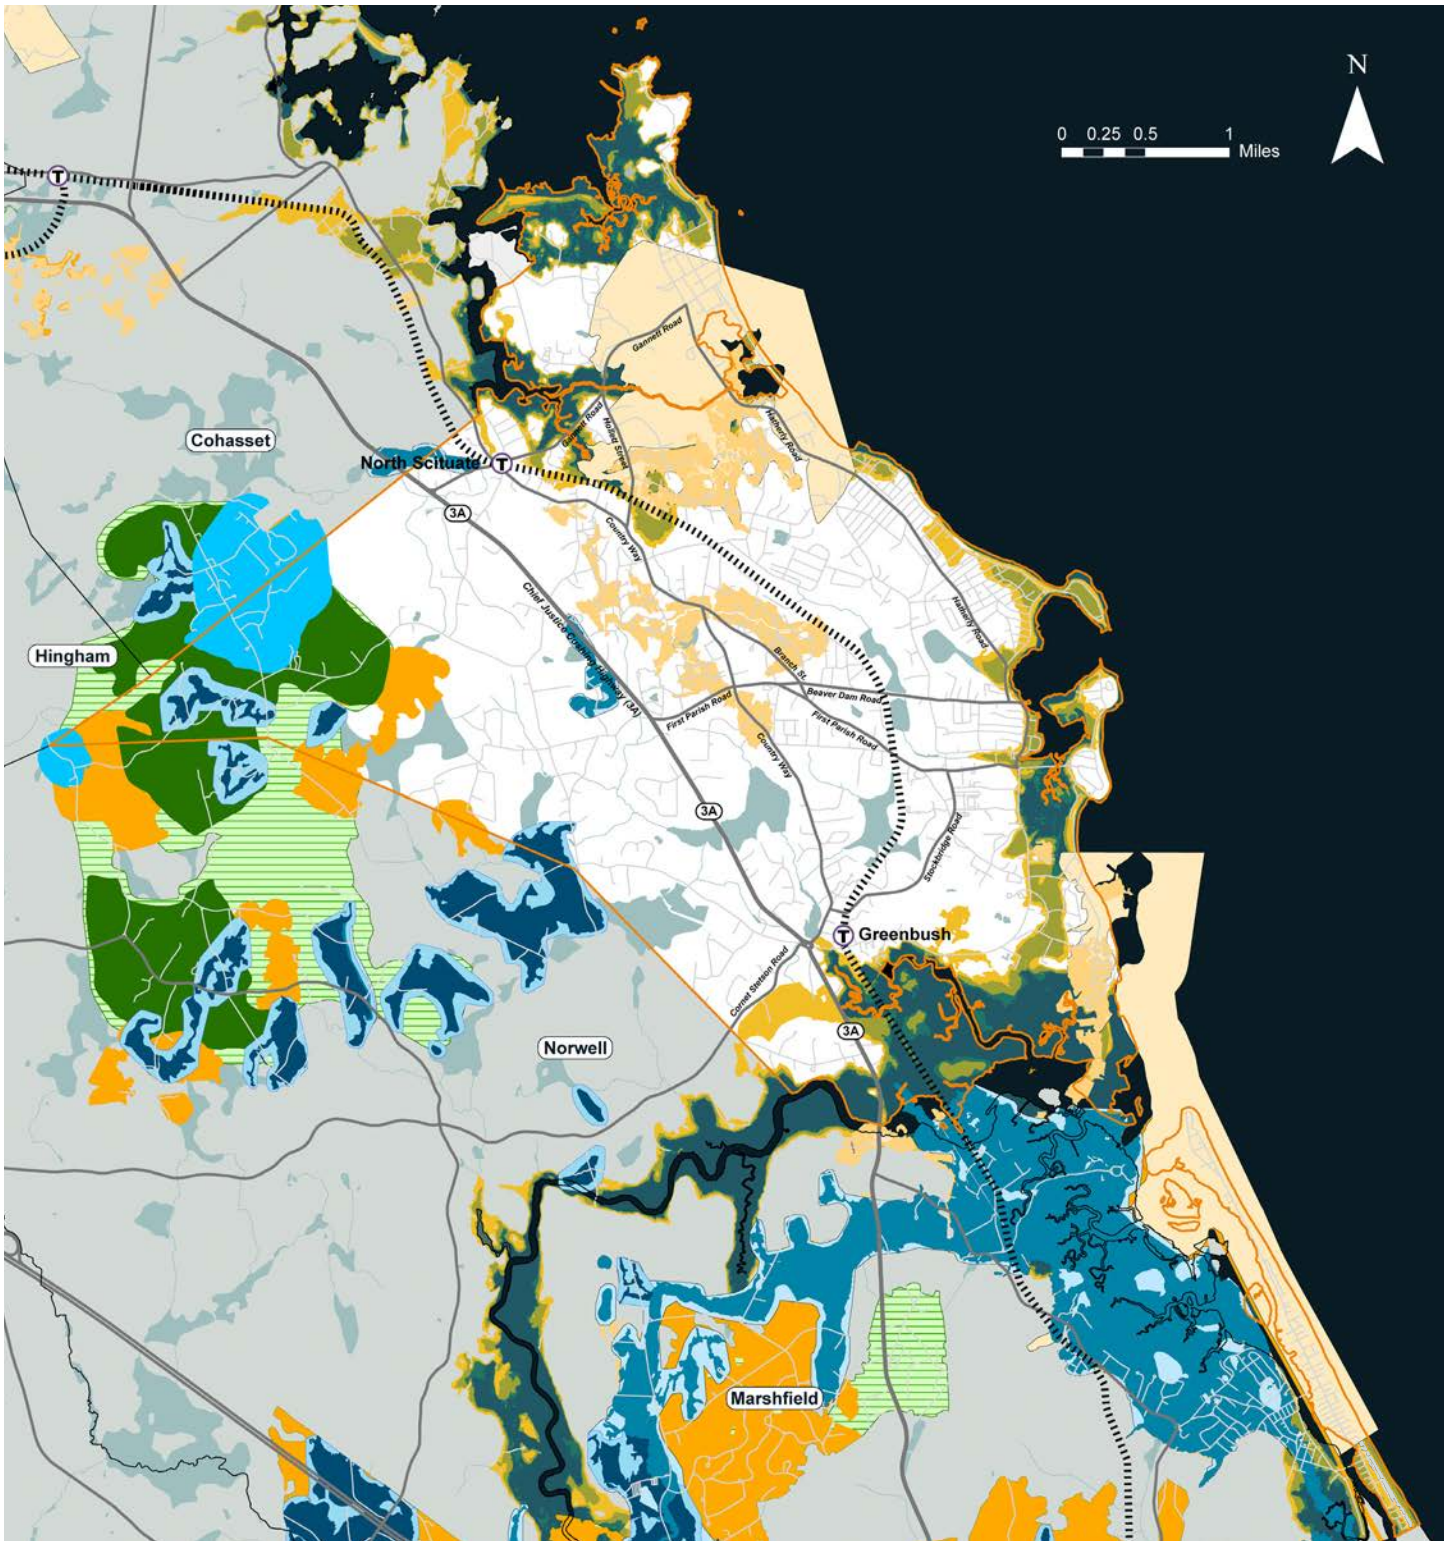 N
0 0.25 0.5 1
Miles
T
Gannett Road
Hatherly Road
Gannett Road
Hollett Street
Cohasset
North Scituate T
3A
Country Way
Chief Justice Cushing Highway (3A)
Hatherly Road
Hingham
Branch St.
Beaver Dam Road
First Parish Road
First Parish Road
Country Way
3A
Stockbridge Road
T Greenbush
Cornet Stetson Road
3A
Norwell
Marshfield